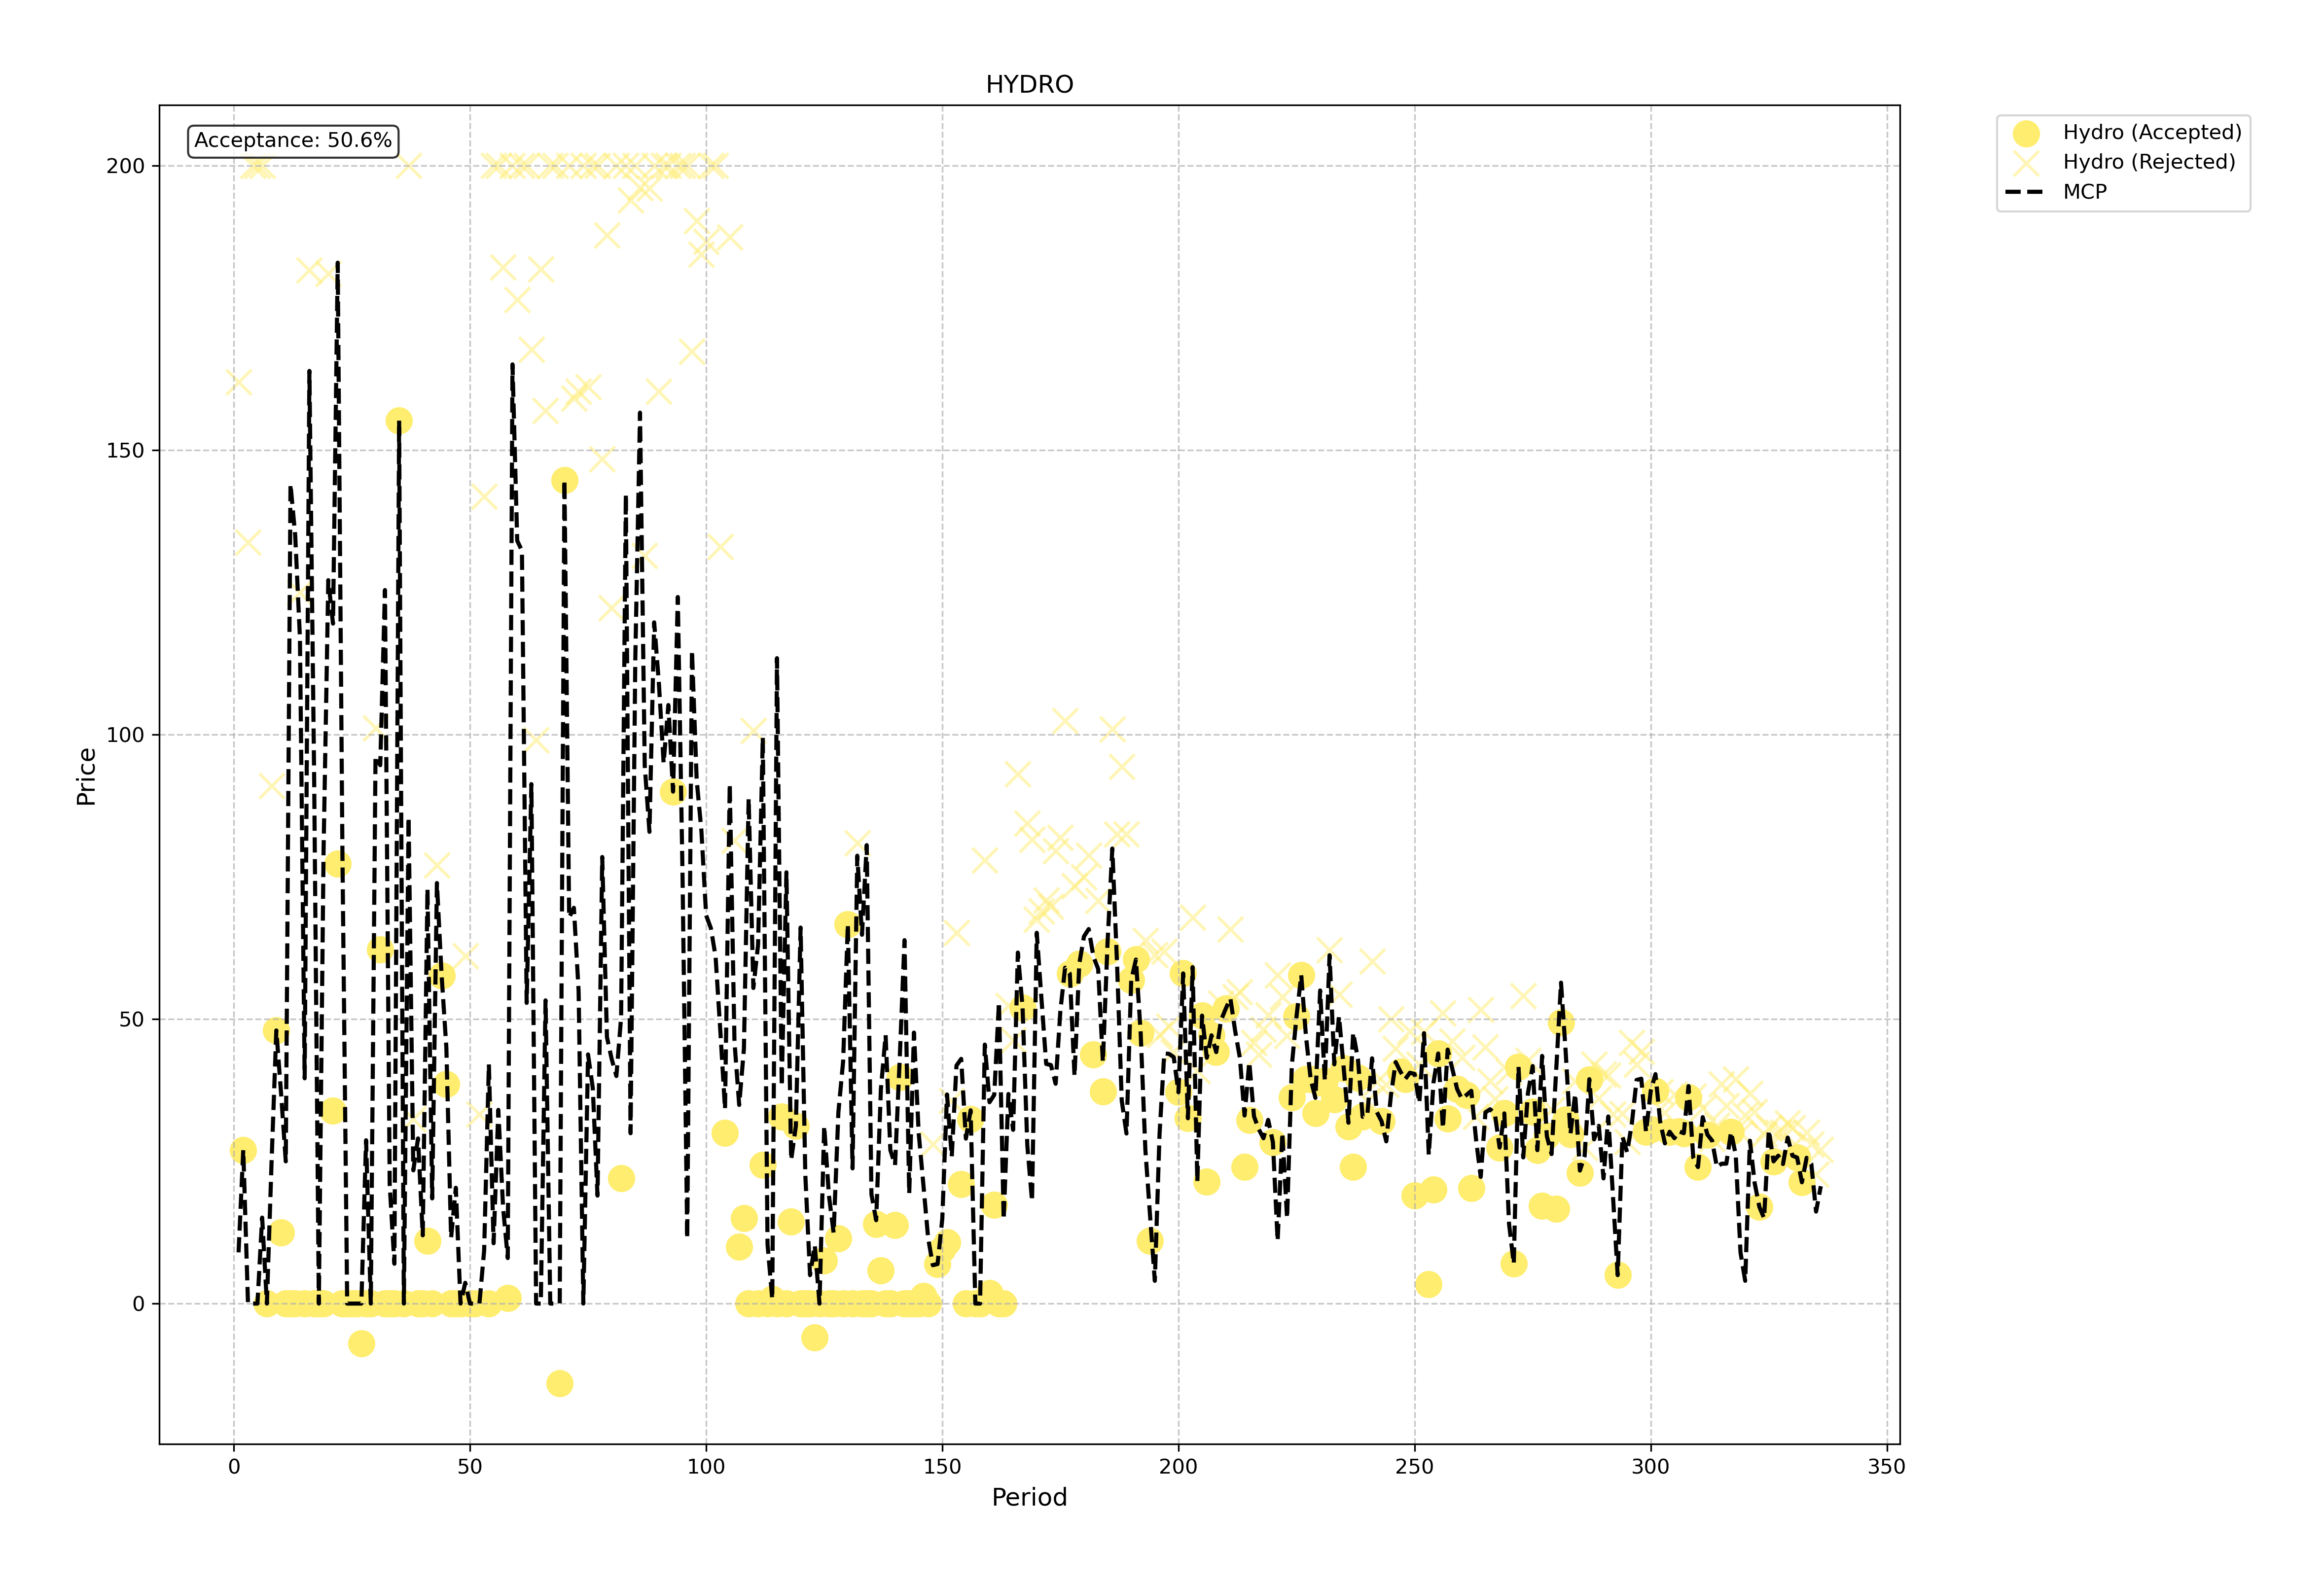 HYDRO
Acceptance: 50.6%
Hydro (Accepted)
Hydro (Rejected)
MCP
Price
200
150
100
50
0
0 50 100 150 200 250 300 350
Period